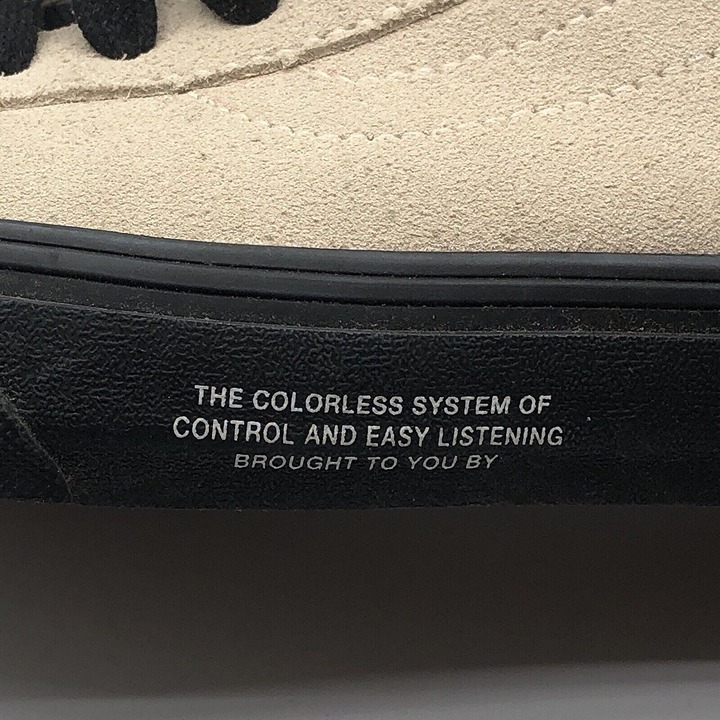 THE COLORLESS SYSTEM OF
CONTROL AND EASY LISTENING
BROUGHT TO YOU BY